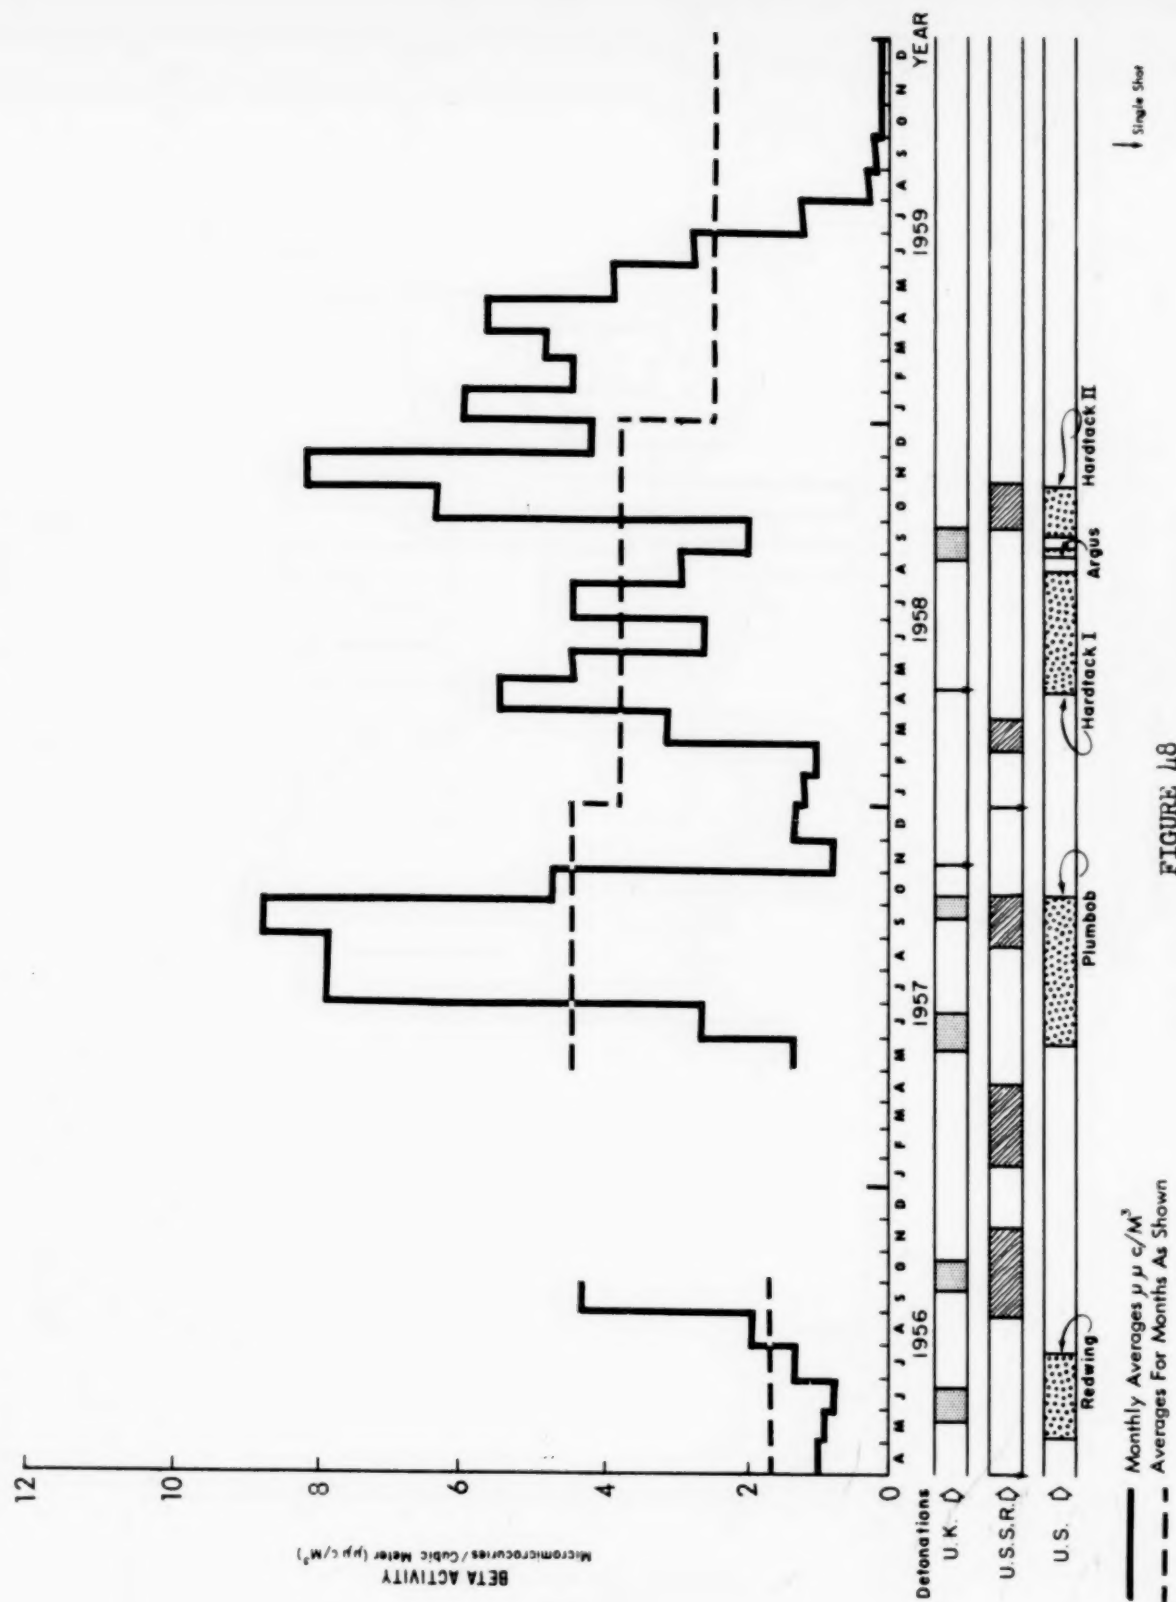 BETA ACTIVITY
Micromicrocuries/Cubic Meter (μμc/M³)
12
10
8
6
4
2
0
A M J J A S O N D J F M A M J J A S O N D J F M A M J J A S O N D J F M A M J J A S O N D
1956 1957 1958 1959 YEAR
Detonations
U.K.
U.S.S.R.
U.S.
Redwing
Plumbob
Hardtack I
Argus
Hardtack II
Monthly Averages μ μ c/M³
Averages For Months As Shown
Single Shot
FIGURE 48